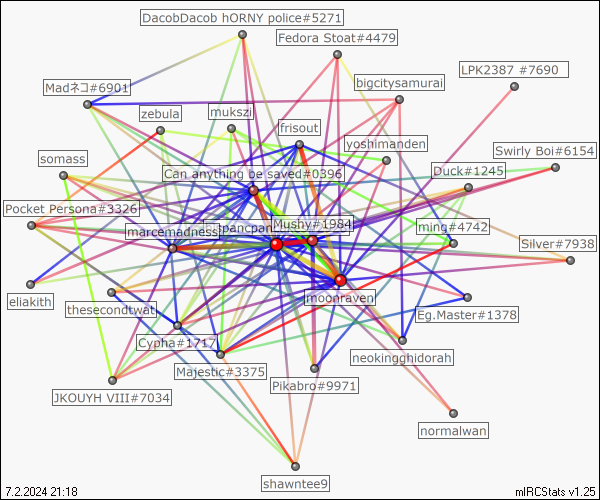 DacobDacob hORNY police#5271
Fedora Stoat#4479
LPK2387 #7690
Madネコ#6901
bigcitysamurai
zebula
mukszi
frisout
yoshimanden
Swirly Boi#6154
somass
Can anything be saved#0396
Duck#1245
Pocket Persona#3326
marcemadness
pancpan
Mushy#1984
ming#4742
Silver#7938
eliakith
thesecondtwat
moonraven
Eg.Master#1378
Cypha#1717
neokingghidorah
Majestic#3375
JKOUYH VIII#7034
Pikabro#9971
normalwan
shawntee9
7.2.2024 21:18
mIRCStats v1.25